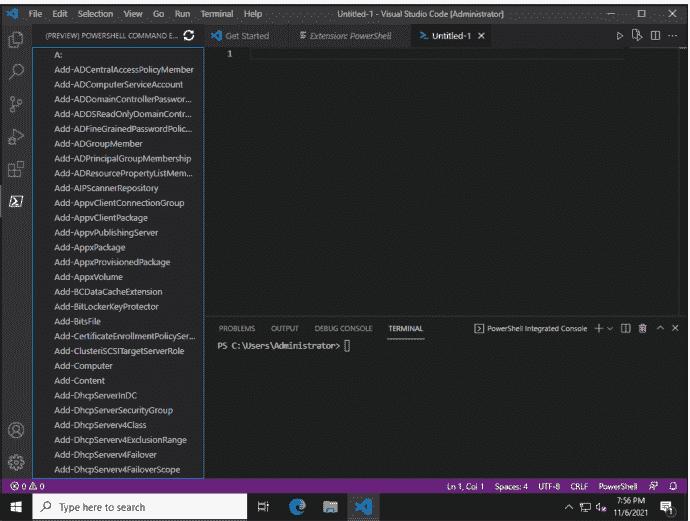 File Edit Selection View Go Run Terminal Help Untitled-1 - Visual Studio Code [Administrator]
(PREVIEW) POWERSHELL COMMAND E... Get Started Extension: PowerShell Untitled-1
1
A:
Add-ADCentralAccessPolicyMember
Add-ADComputerServiceAccount
Add-ADDomainControllerPasswor...
Add-ADDSReadOnlyDomainContr...
Add-ADFineGrainedPasswordPolic...
Add-ADGroupMember
Add-ADPrincipalGroupMembership
Add-ADResourcePropertyListMem...
Add-AIPScannerRepository
Add-AppvClientConnectionGroup
Add-AppvClientPackage
Add-AppvPublishingServer
Add-AppxPackage
Add-AppxProvisionedPackage
Add-AppxVolume
Add-BCDataCacheExtension
Add-BitLockerKeyProtector
Add-BitsFile
Add-CertificateEnrollmentPolicySer...
Add-ClusteriSCSITargetServerRole
Add-Computer
Add-Content
Add-DhcpServerInDC
Add-DhcpServerSecurityGroup
Add-DhcpServerv4Class
Add-DhcpServerv4ExclusionRange
Add-DhcpServerv4Failover
Add-DhcpServerv4FailoverScope
PROBLEMS OUTPUT DEBUG CONSOLE TERMINAL PowerShell Integrated Console
PS C:\Users\Administrator>
0 0 Ln 1, Col 1 Spaces: 4 UTF-8 CRLF PowerShell
Type here to search
7:56 PM
11/6/2021
1